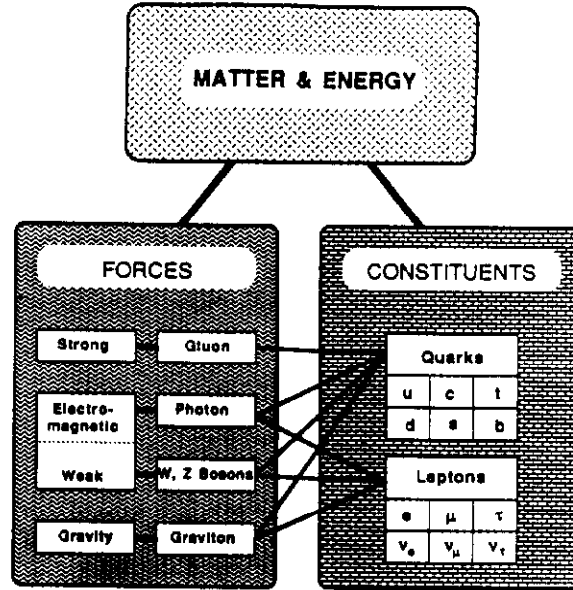 MATTER & ENERGY
FORCES
Strong
Gluon
Electro-
magnetic
Photon
Weak
W, Z Bosons
Gravity
Graviton
CONSTITUENTS
Quarks
u c t
d s b
Leptons
e μ τ
νe νμ ντ